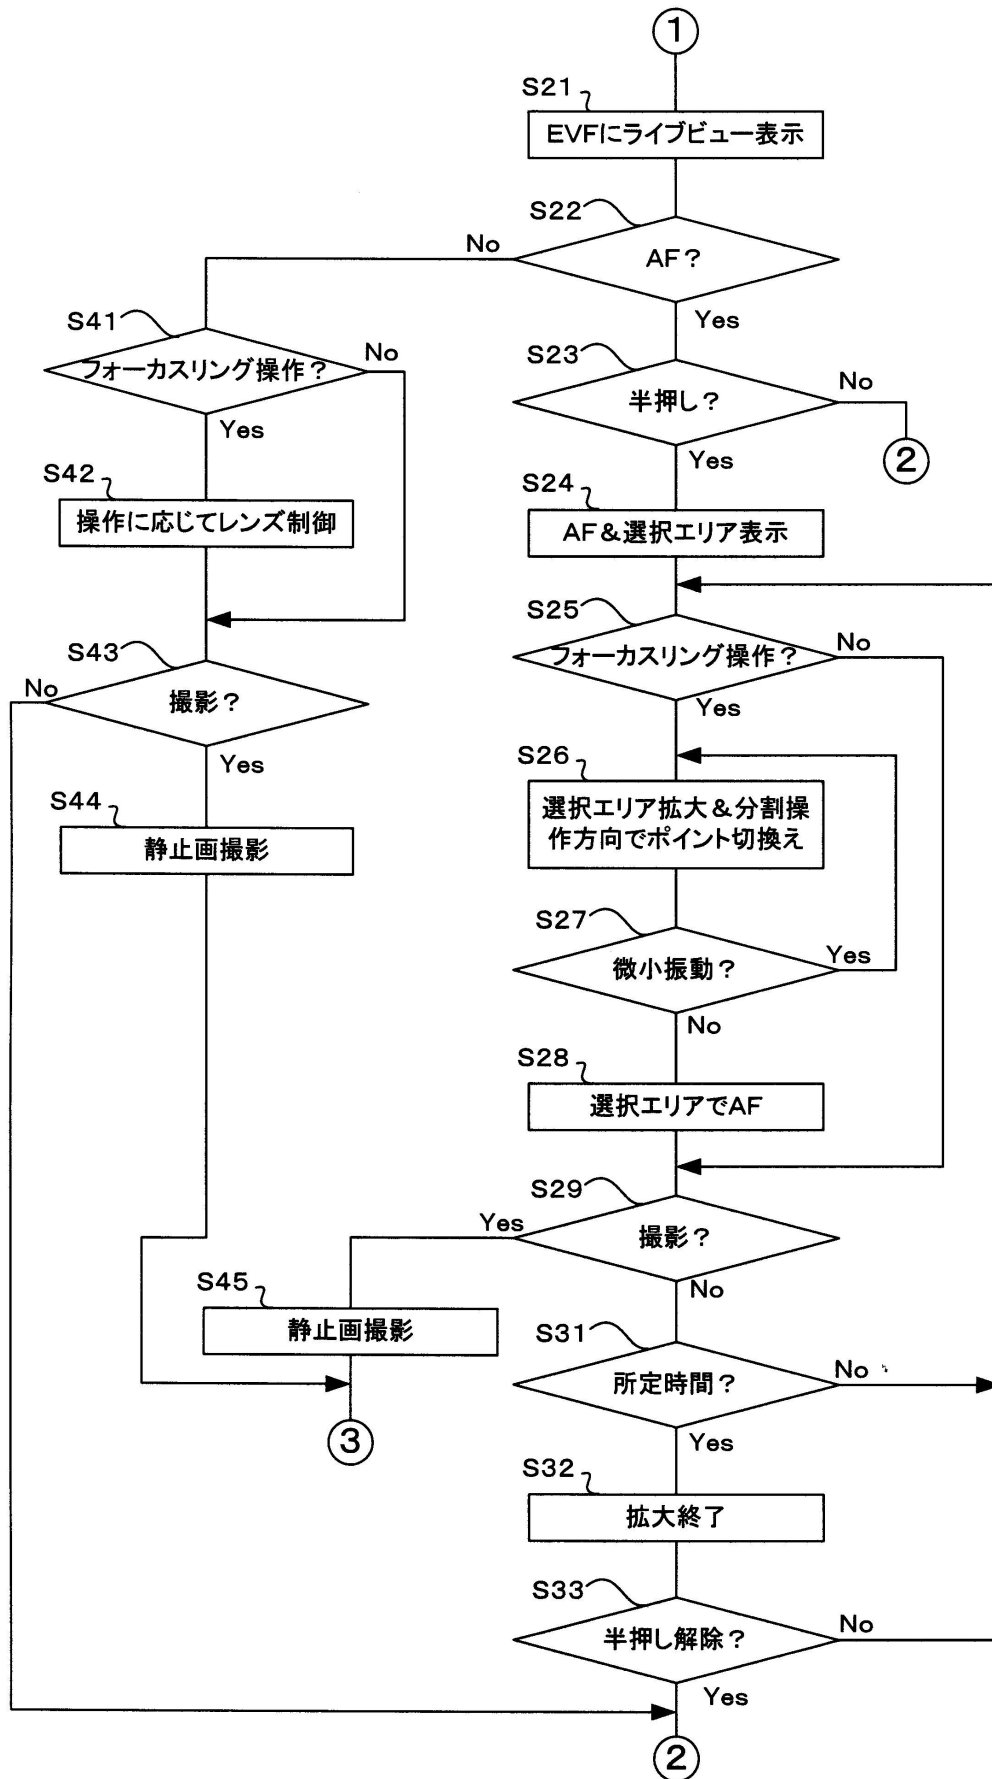 ①
S21
EVFにライブビュー表示
S22
No
AF?
Yes
S41
フォーカスリング操作?
No
Yes
S23
半押し?
No
②
Yes
S42
操作に応じてレンズ制御
S24
AF&選択エリア表示
S25
フォーカスリング操作?
No
Yes
S43
No
撮影?
Yes
S26
選択エリア拡大&分割操
作方向でポイント切換え
S44
静止画撮影
S27
微小振動?
Yes
No
S28
選択エリアでAF
S29
Yes
撮影?
No
S45
静止画撮影
S31
所定時間?
No
Yes
③
S32
拡大終了
S33
半押し解除?
No
Yes
②